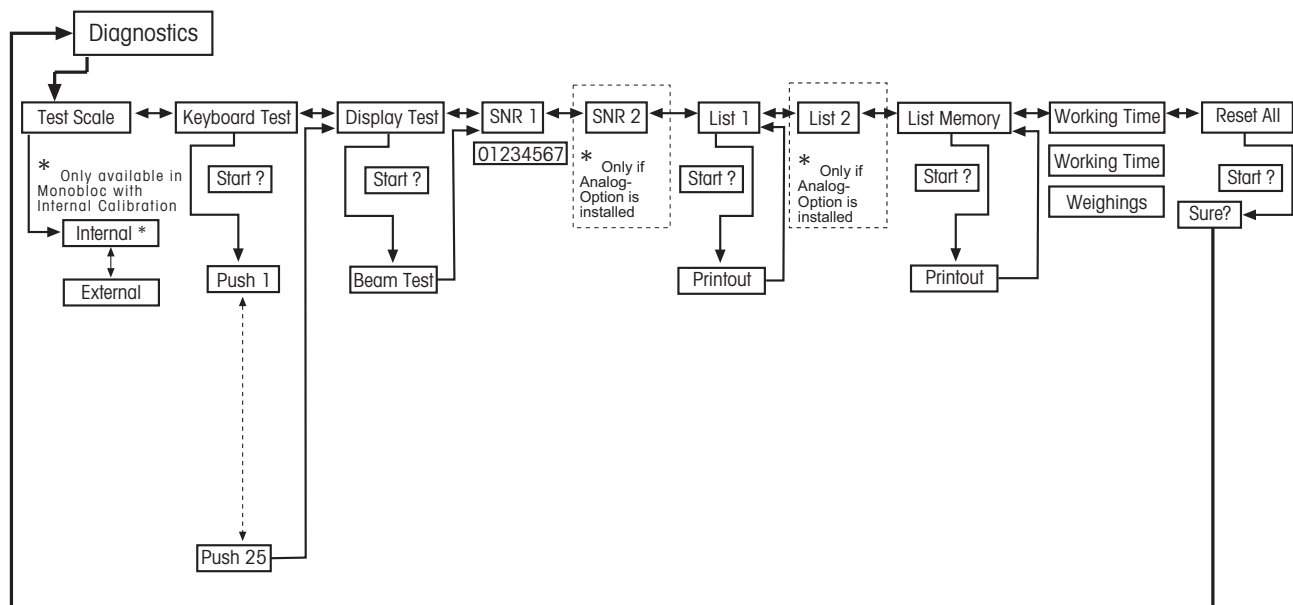 Diagnostics
Test Scale
Keyboard Test
Display Test
SNR 1
SNR 2
List 1
List 2
List Memory
Working Time
Reset All
01234567
* Only available in
Monobloc with
Internal Calibration
Start ?
Start ?
* Only if
Analog-
Option is
installed
Start ?
* Only if
Analog-
Option is
installed
Start ?
Working Time
Weighings
Start ?
Sure?
Internal *
External
Push 1
Beam Test
Printout
Printout
Push 25